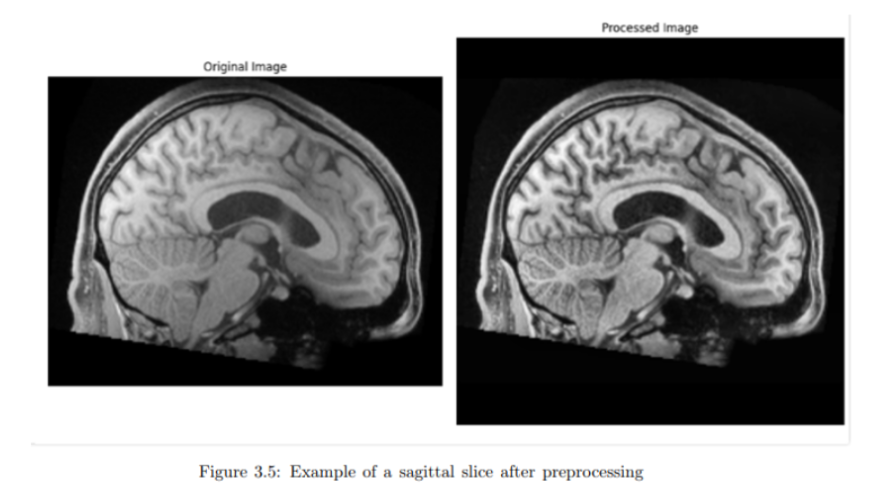 Original Image
Processed Image
Figure 3.5: Example of a sagittal slice after preprocessing